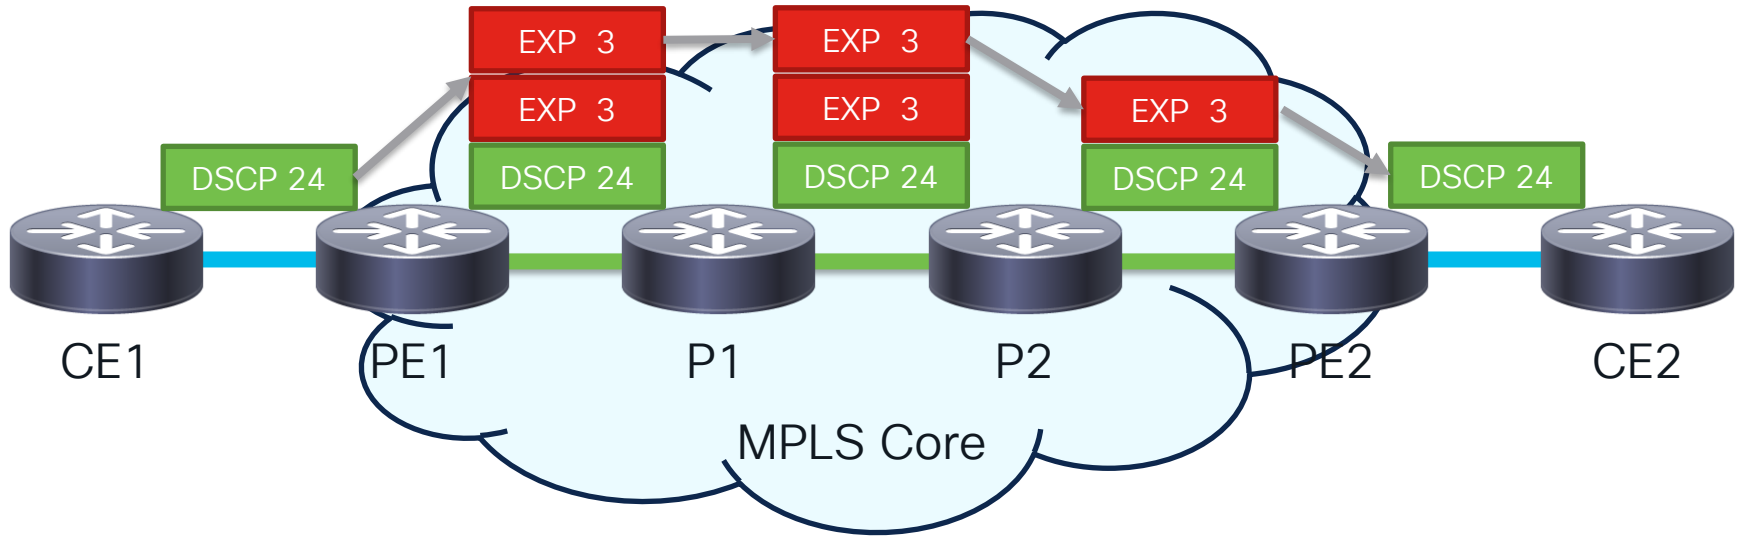 EXP 3
EXP 3
EXP 3
EXP 3
EXP 3
DSCP 24
DSCP 24
DSCP 24
DSCP 24
DSCP 24
CE1
PE1
P1
P2
PE2
CE2
MPLS Core